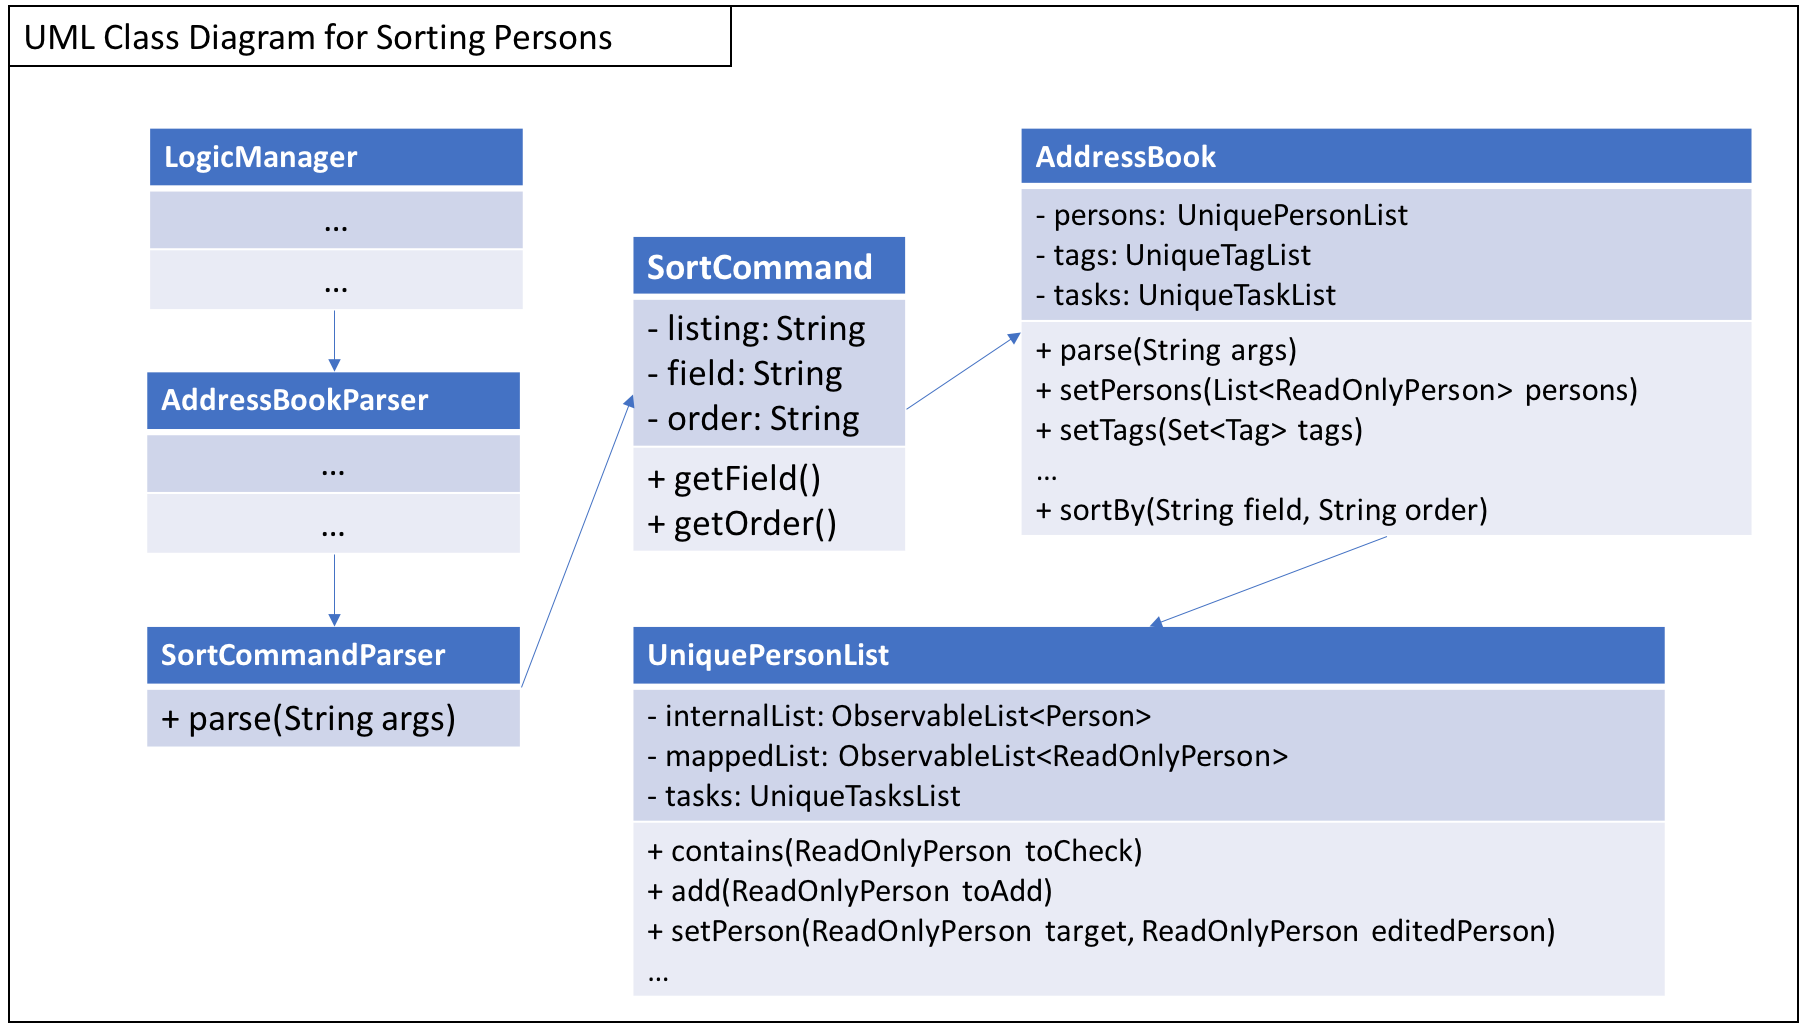 UML Class Diagram for Sorting Persons
LogicManager
...
...
AddressBookParser
...
...
SortCommandParser
+ parse(String args)
SortCommand
- listing: String
- field: String
- order: String
+ getField()
+ getOrder()
AddressBook
- persons: UniquePersonList
- tags: UniqueTagList
- tasks: UniqueTaskList
+ parse(String args)
+ setPersons(List<ReadOnlyPerson> persons)
+ setTags(Set<Tag> tags)
...
+ sortBy(String field, String order)
UniquePersonList
- internalList: ObservableList<Person>
- mappedList: ObservableList<ReadOnlyPerson>
- tasks: UniqueTasksList
+ contains(ReadOnlyPerson toCheck)
+ add(ReadOnlyPerson toAdd)
+ setPerson(ReadOnlyPerson target, ReadOnlyPerson editedPerson)
...